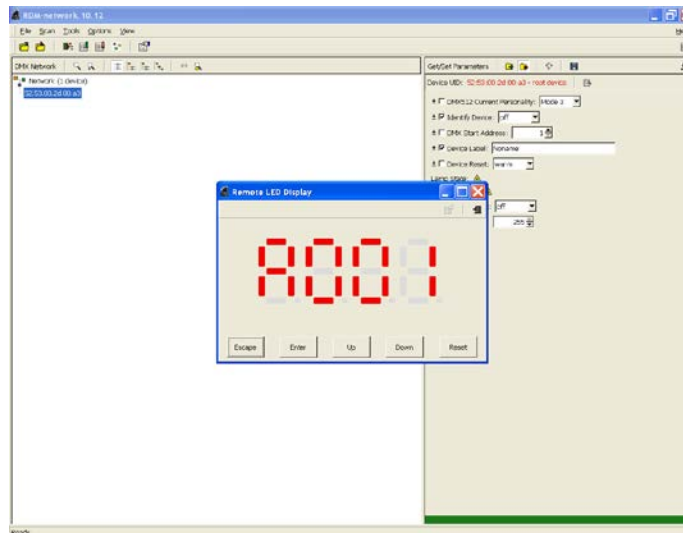 RDM-network, 10, 12
File Scan Tools Options View
DMX Network
Network (1 device)
52.53.00.2d 00 a3
Get/Set Parameters
Device UID: 52.53.00.2d 00 a3 - root device
DMX512 Current Personality: Mode 3
Identify Device: off
DMX Start Address: 1
Device Label: Noname
Device Reset: warm
Lamp State:
off
255
Remote LED Display
A001
Escape Enter Up Down Reset
Ready